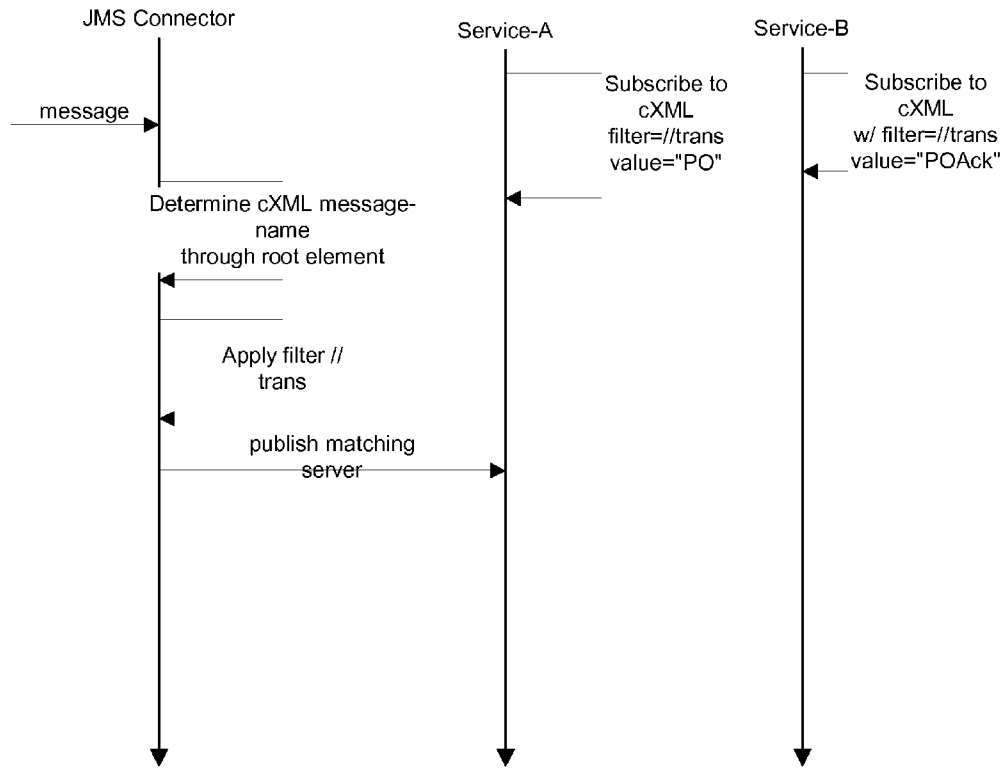 JMS Connector
Service-A
Service-B
message
Subscribe to
cXML
filter=//trans
value="PO"
Subscribe to
cXML
w/ filter=//trans
value="POAck"
Determine cXML message-
name
through root element
Apply filter //
trans
publish matching
server